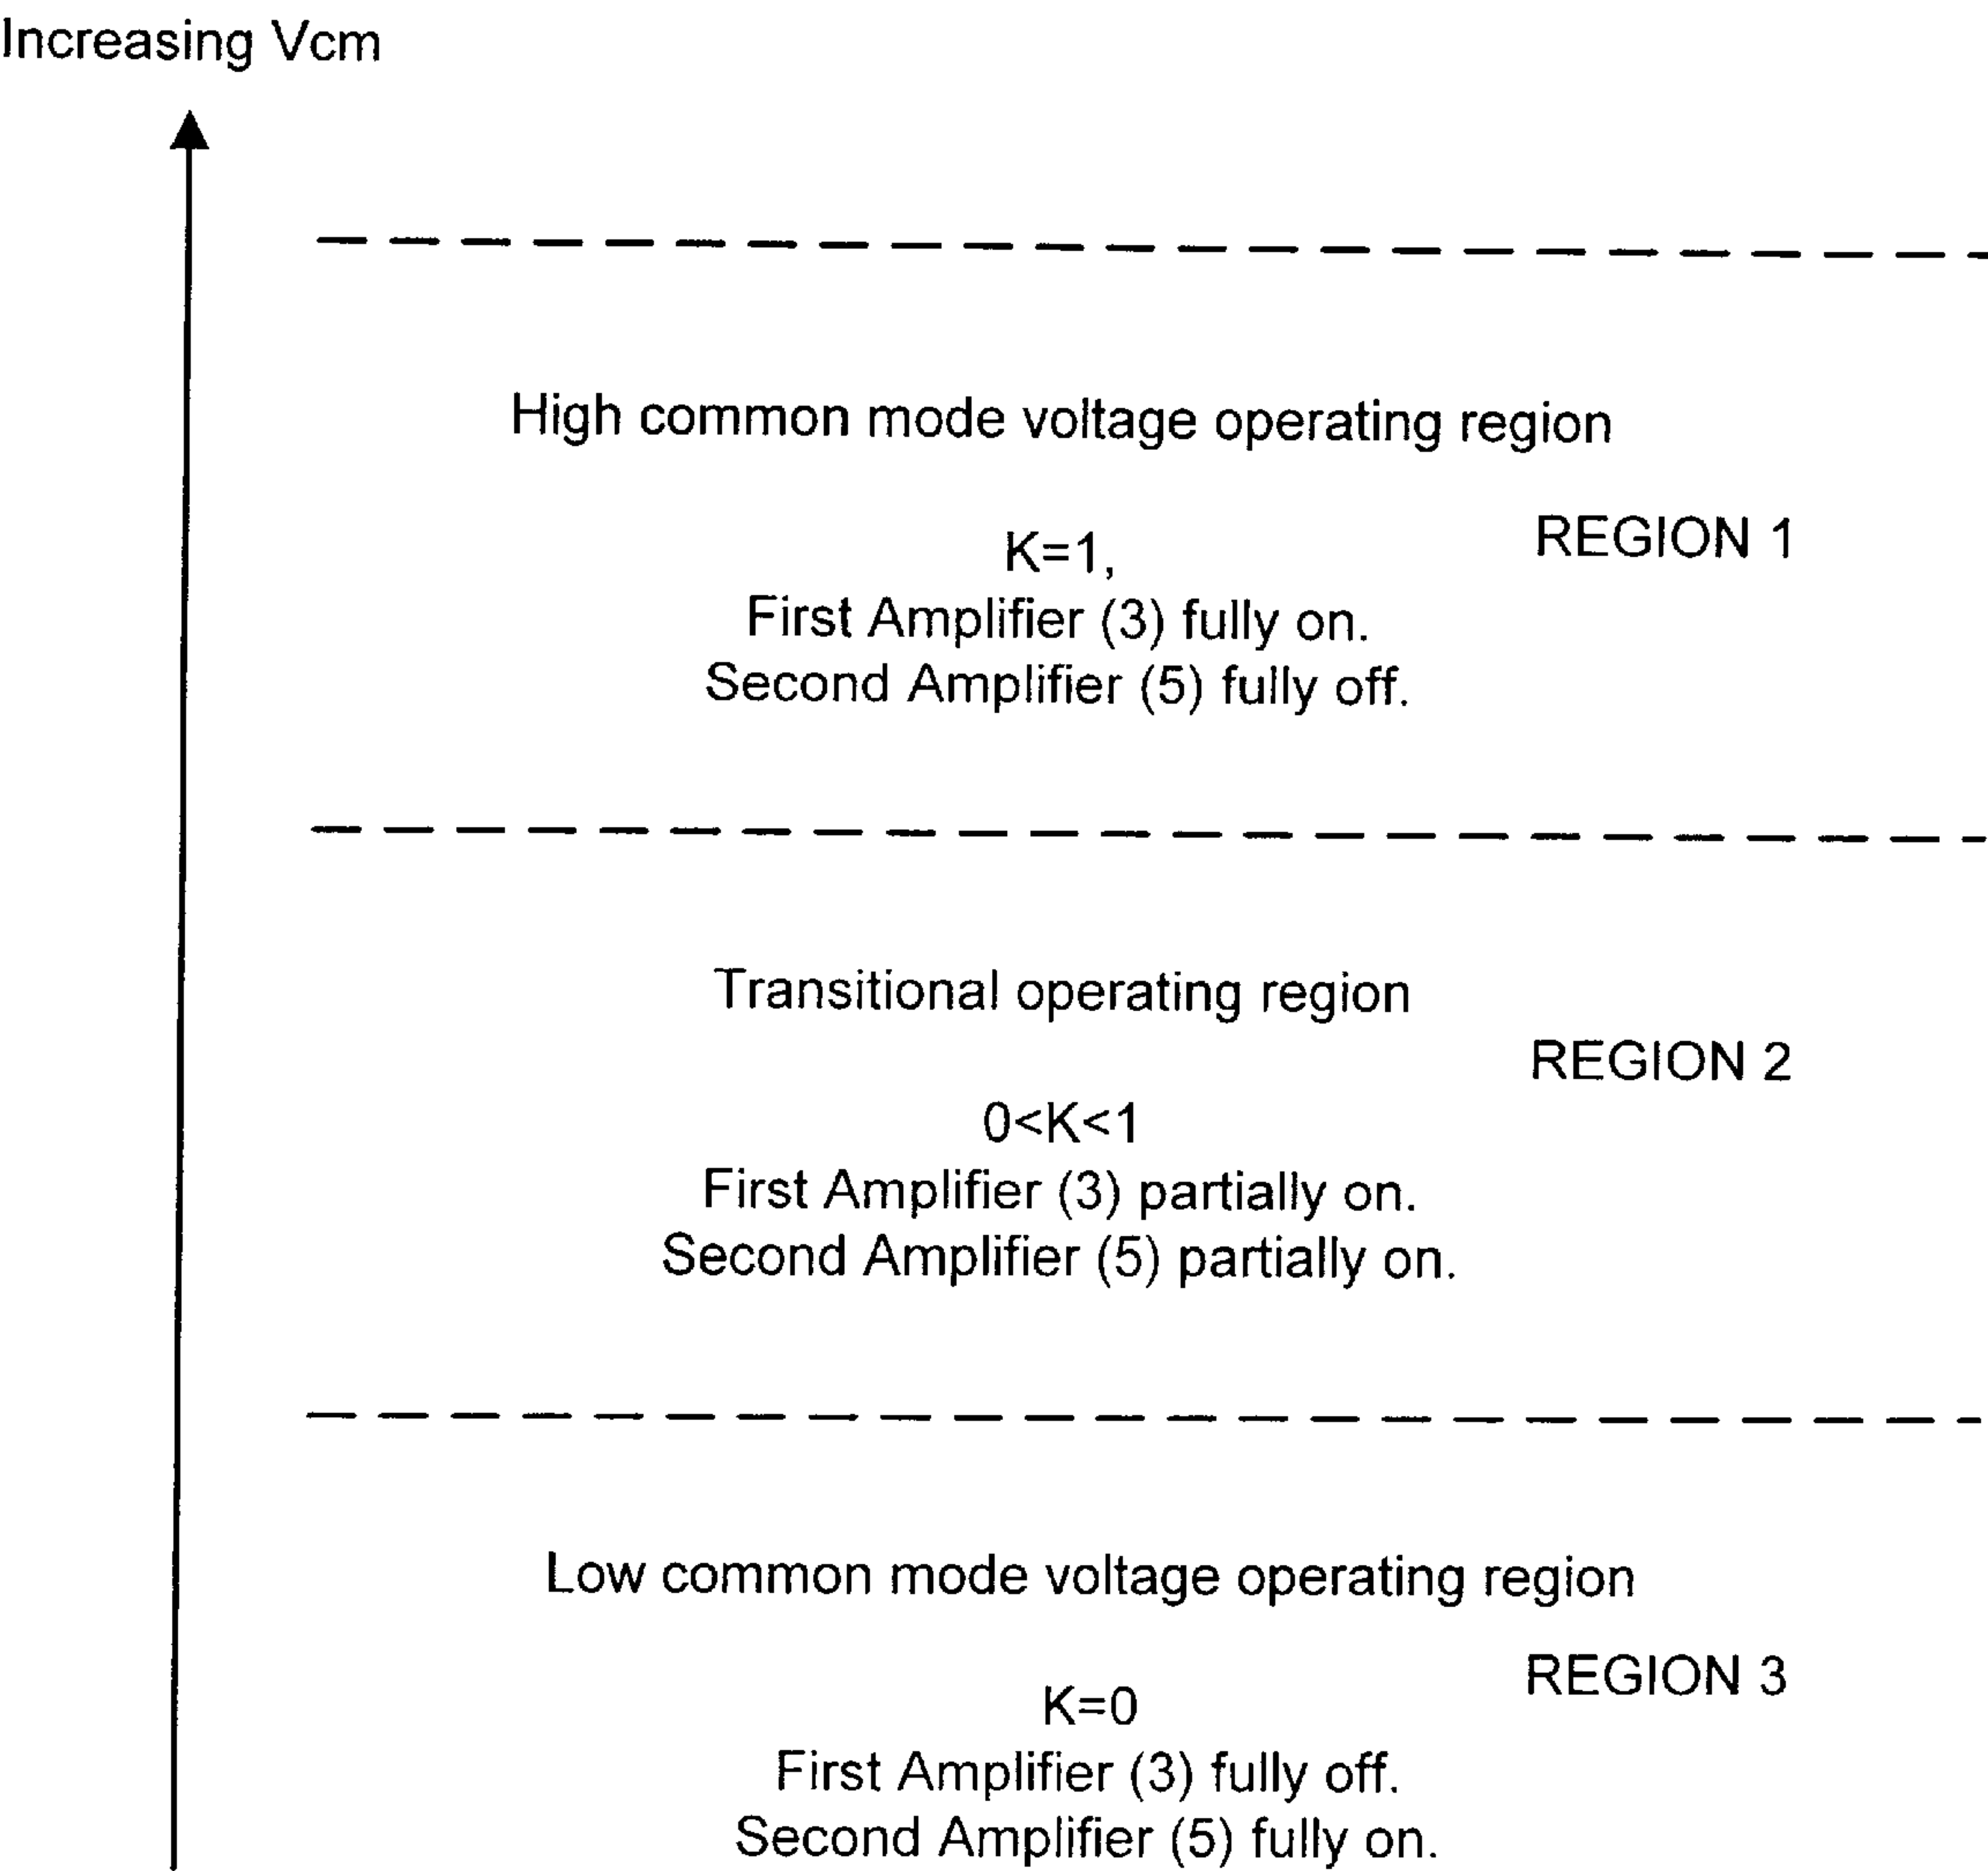 Increasing Vcm
High common mode voltage operating region
REGION 1
K=1,
First Amplifier (3) fully on.
Second Amplifier (5) fully off.
Transitional operating region
REGION 2
0<K<1
First Amplifier (3) partially on.
Second Amplifier (5) partially on.
Low common mode voltage operating region
REGION 3
K=0
First Amplifier (3) fully off.
Second Amplifier (5) fully on.